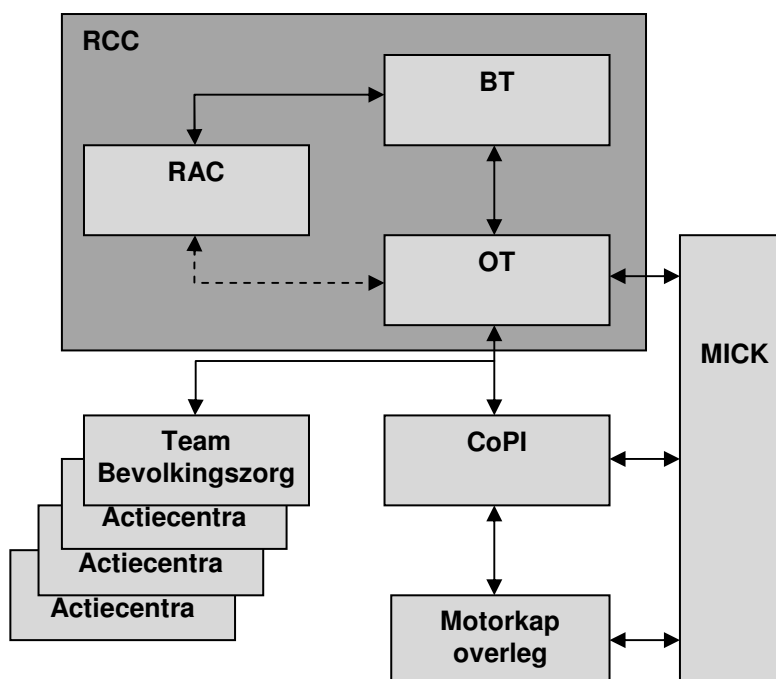 RCC
BT
RAC
OT
MICK
Team
Bevolkingszorg
CoPI
Actiecentra
Actiecentra
Actiecentra
Motorkap
overleg